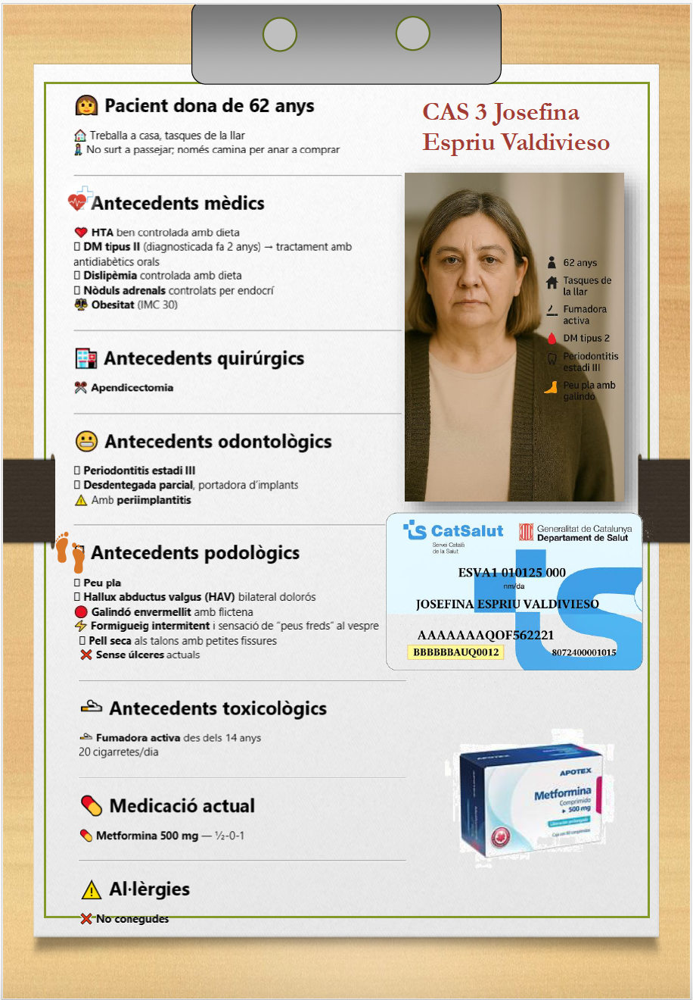 CAS 3 Josefina
Espriu Valdivieso
Pacient dona de 62 anys
Treballa a casa, tasques de la llar
No surt a passejar; només camina per anar a comprar
Antecedents mèdics
HTA ben controlada amb dieta
DM tipus II (diagnosticada fa 2 anys) → tractament amb
antidiabètics orals
Dislipèmia controlada amb dieta
Nòduls adrenals controlats per endocrí
Obesitat (IMC 30)
Antecedents quirúrgics
Apendicectomia
Antecedents odontològics
Periodontitis estadi III
Desdentegada parcial, portadora d'implants
Amb periimplantitis
Antecedents podològics
Peu pla
Hallux abductus valgus (HAV) bilateral dolorós
Galindó envermellit amb flictena
Formigueig intermitent i sensació de "peus freds" al vespre
Pell seca als talons amb petites fissures
Sense úlceres actuals
Antecedents toxicològics
Fumadora activa des dels 14 anys
20 cigarretes/dia
Medicació actual
Metformina 500 mg — ½-0-1
Al·lèrgies
No conegudes
62 anys
Tasques de
la llar
Fumadora
activa
DM tipus 2
Periodontitis
estadi III
Peu pla amb
galindó
CatSalut
Servei Català
de la Salut
Generalitat de Catalunya
Departament de Salut
ESVA1 010125 000
nm/da
JOSEFINA ESPRIU VALDIVIESO
AAAAAAAQOF562221
BBBBBBAUQ0012
8072400001015
APOTEX
Metformina
Comprimido
500 mg
Liberación prolongada
Caja con 60 comprimidos